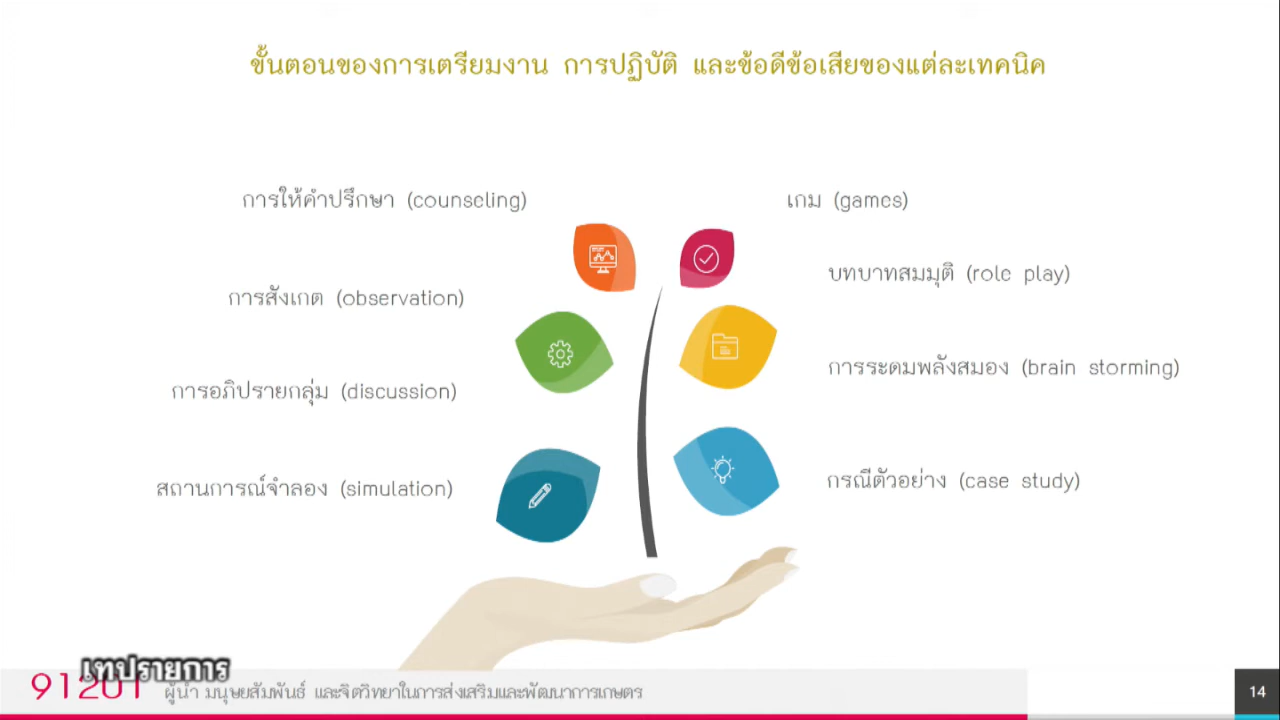 ขั้นตอนของการเตรียมงาน การปฏิบัติ และข้อดีข้อเสียของแต่ละเทคนิค
การให้คำปรึกษา (counseling)
เกม (games)
การสังเกต (observation)
บทบาทสมมุติ (role play)
การอภิปรายกลุ่ม (discussion)
การระดมพลังสมอง (brain storming)
สถานการณ์จำลอง (simulation)
กรณีตัวอย่าง (case study)
เทปรายการ
91201 ผู้นำ มนุษยสัมพันธ์ และจิตวิทยาในการส่งเสริมและพัฒนาการเกษตร
14